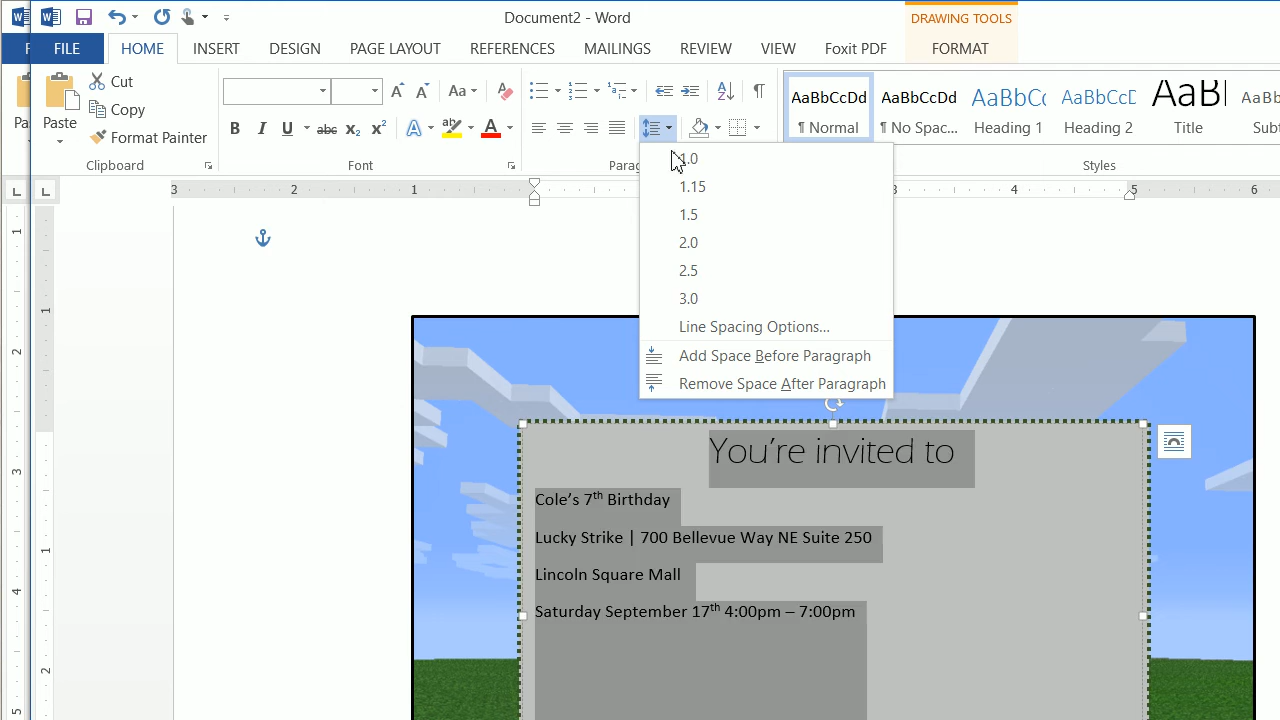 Document2 - Word
DRAWING TOOLS
FILE HOME INSERT DESIGN PAGE LAYOUT REFERENCES MAILINGS REVIEW VIEW Foxit PDF FORMAT
Cut
Copy
Format Painter
Paste
Clipboard
Font
Styles
AaBbCcDd AaBbCcDd
¶ Normal ¶ No Spac... Heading 1 Heading 2 Title
1.0
1.15
1.5
2.0
2.5
3.0
Line Spacing Options...
Add Space Before Paragraph
Remove Space After Paragraph
You're invited to
Cole's 7th Birthday
Lucky Strike | 700 Bellevue Way NE Suite 250
Lincoln Square Mall
Saturday September 17th 4:00pm – 7:00pm